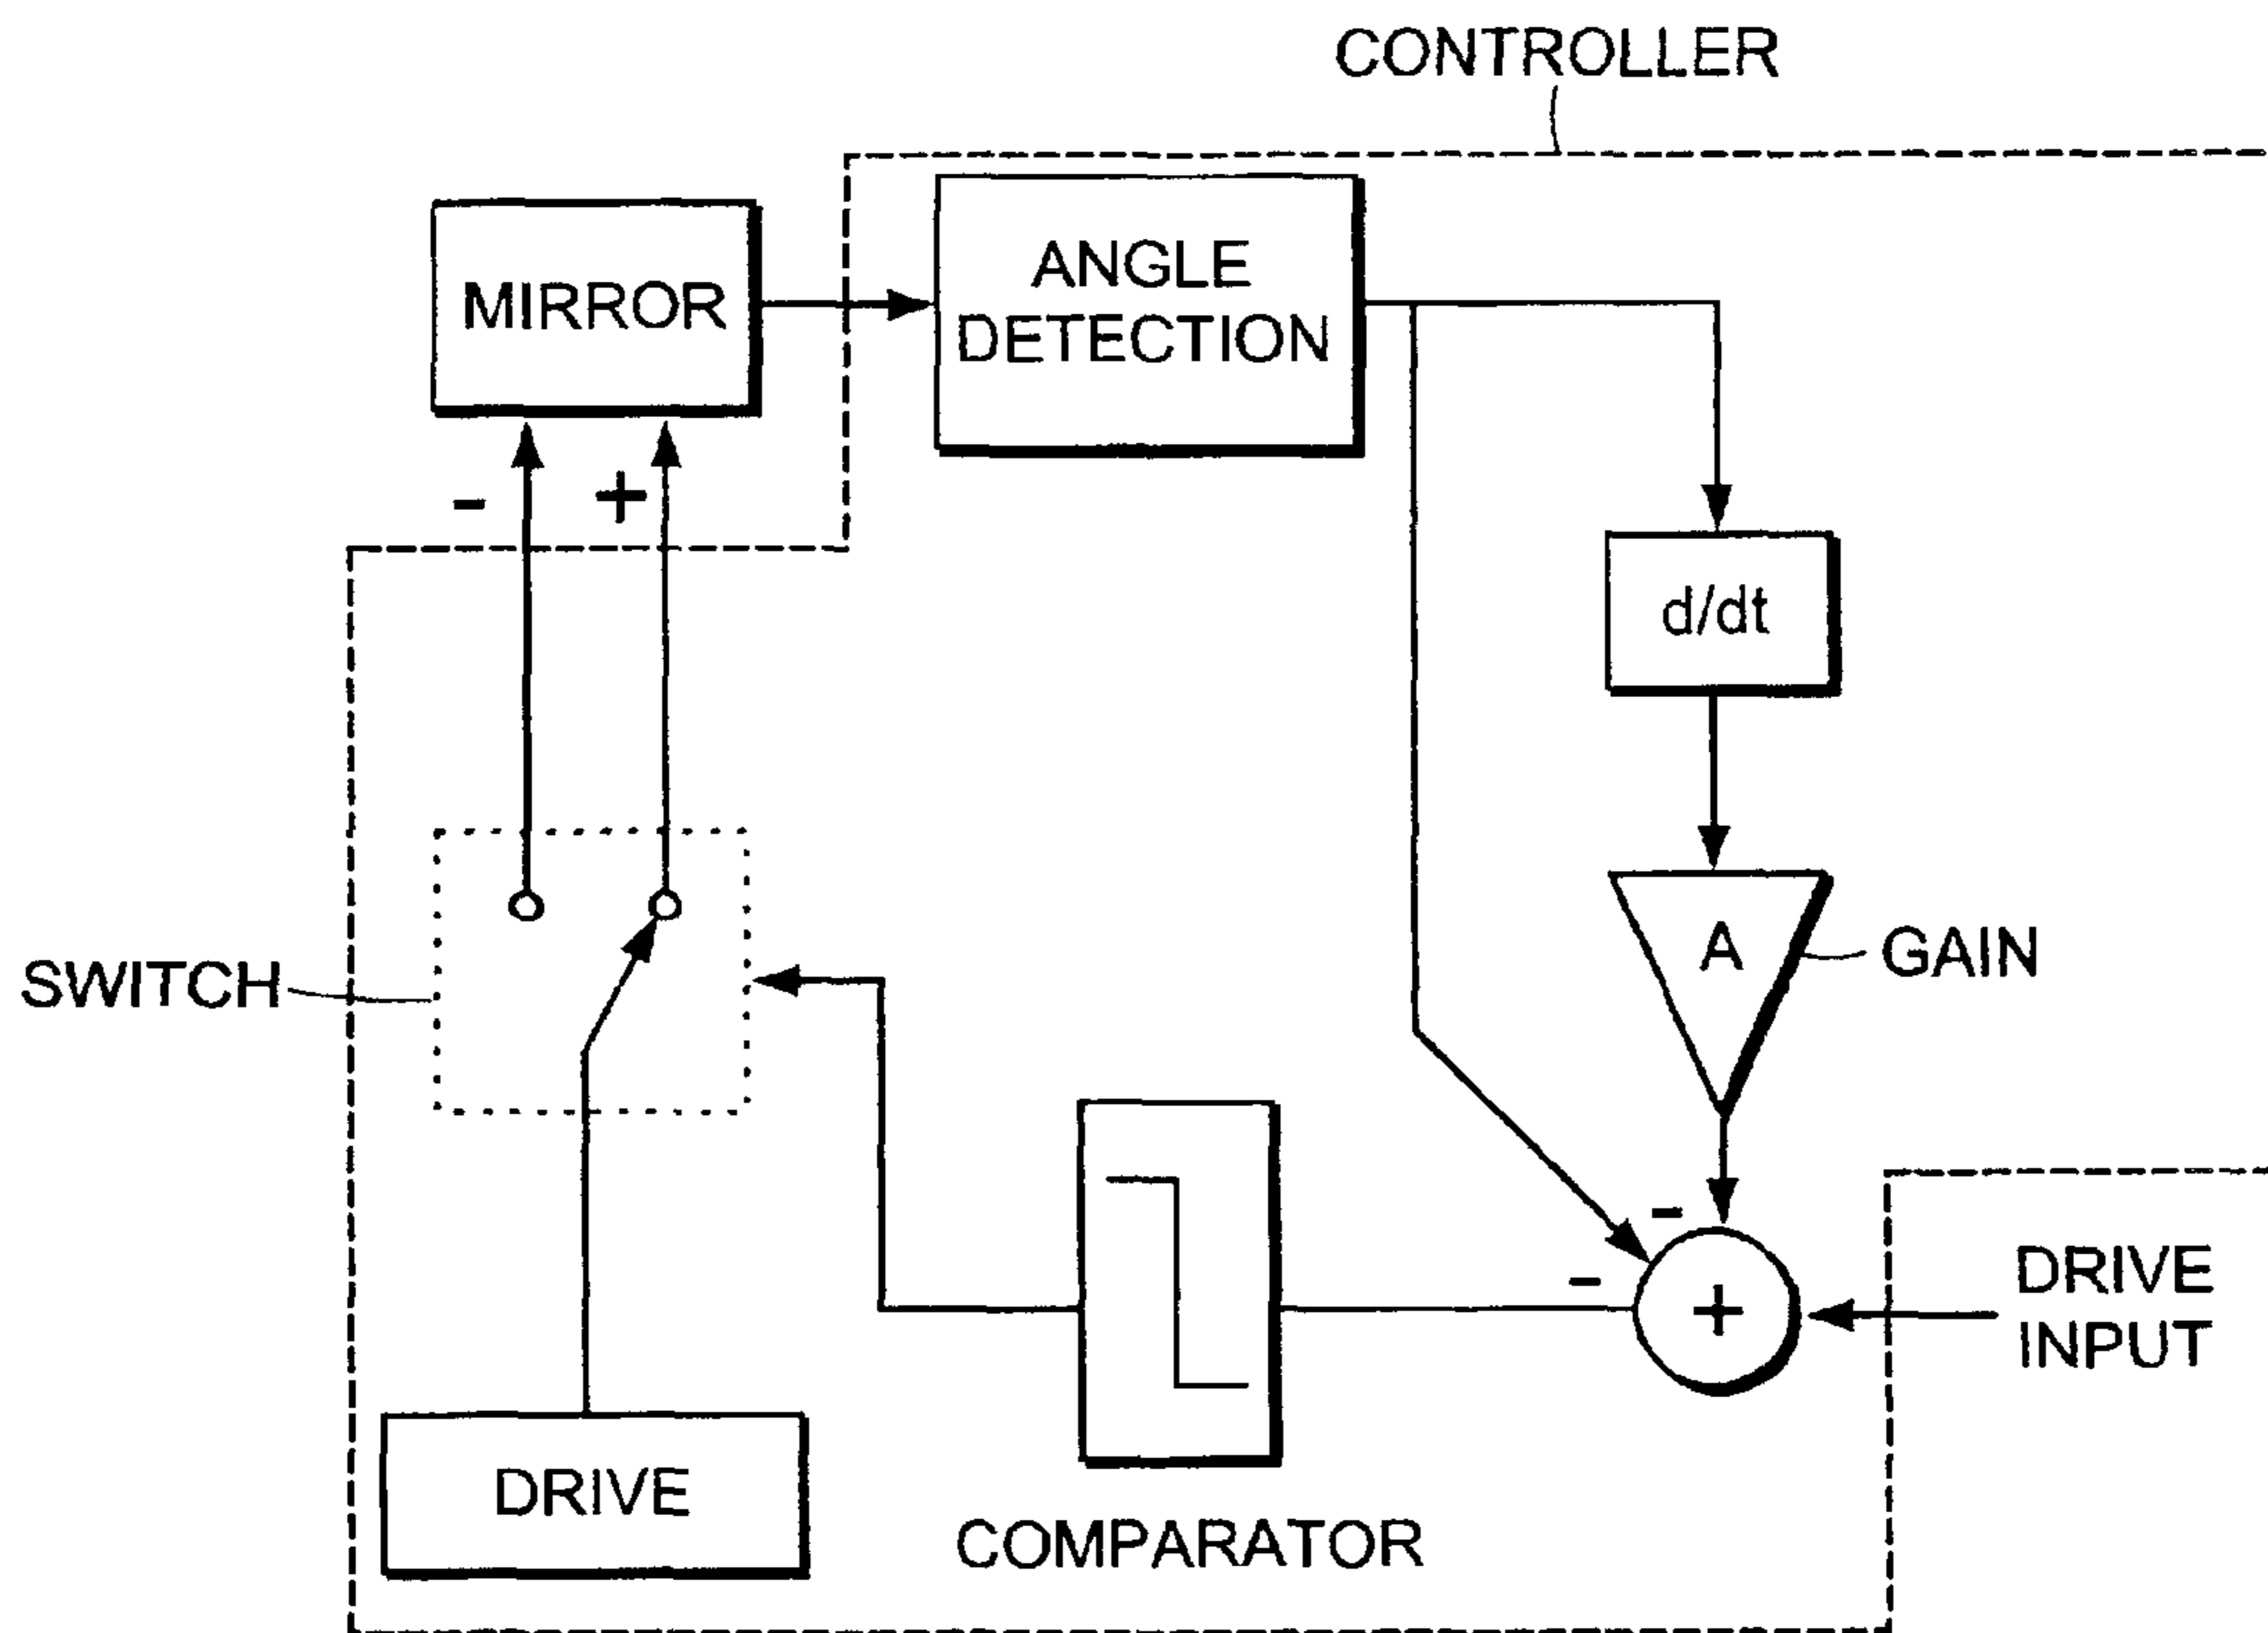 CONTROLLER
MIRROR
ANGLE
DETECTION
- +
d/dt
A
GAIN
SWITCH
-
-
+
DRIVE
INPUT
DRIVE
COMPARATOR